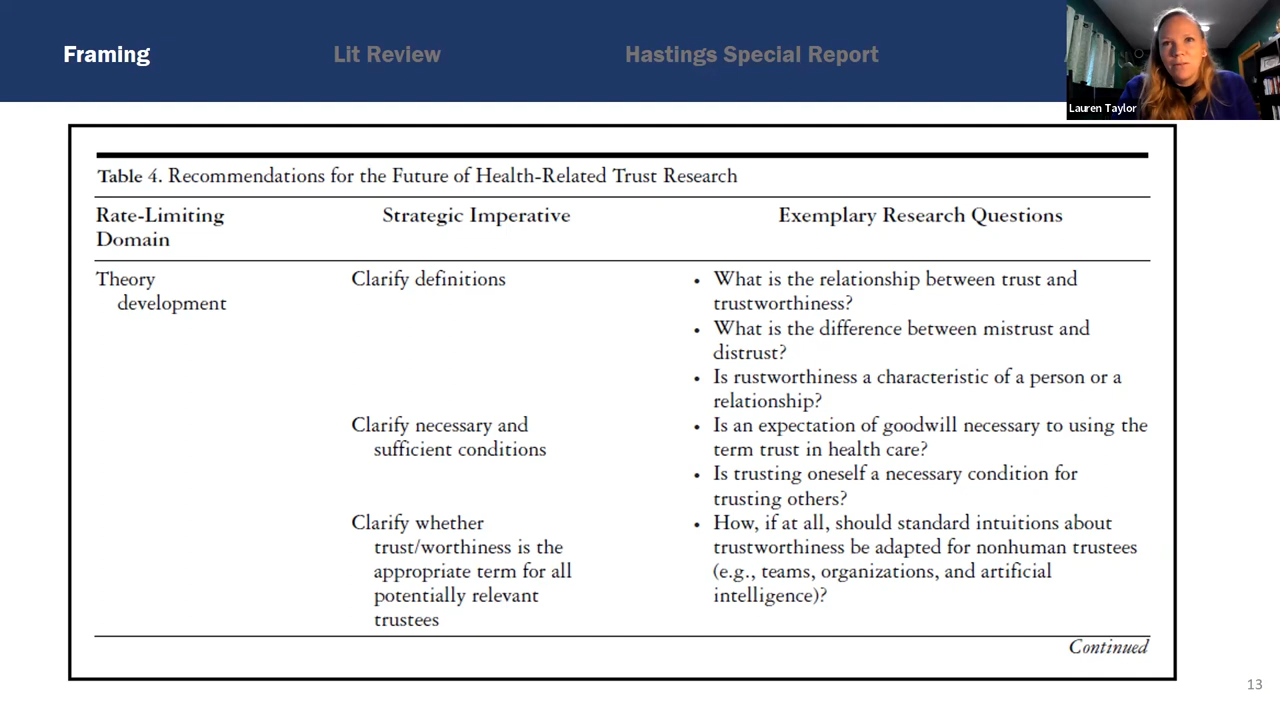 Framing
Lit Review
Hastings Special Report
Lauren Taylor
Table 4. Recommendations for the Future of Health-Related Trust Research
Rate-Limiting
Domain
Strategic Imperative
Exemplary Research Questions
Theory
development
Clarify definitions
• What is the relationship between trust and
trustworthiness?
• What is the difference between mistrust and
distrust?
• Is rustworthiness a characteristic of a person or a
relationship?
Clarify necessary and
sufficient conditions
• Is an expectation of goodwill necessary to using the
term trust in health care?
• Is trusting oneself a necessary condition for
trusting others?
Clarify whether
trust/worthiness is the
appropriate term for all
potentially relevant
trustees
• How, if at all, should standard intuitions about
trustworthiness be adapted for nonhuman trustees
(e.g., teams, organizations, and artificial
intelligence)?
Continued
13